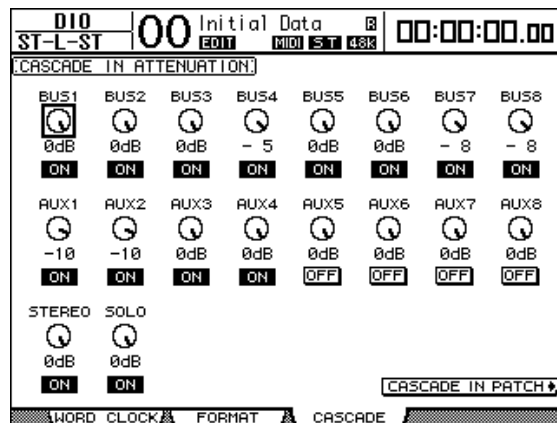 DIO 00 Initial Data R 00:00:00.00
ST-L-ST EDIT MIDI ST 48K
CASCADE IN ATTENUATION
BUS1 BUS2 BUS3 BUS4 BUS5 BUS6 BUS7 BUS8
0dB 0dB 0dB - 5 0dB 0dB - 8 - 8
ON ON ON ON ON ON ON ON
AUX1 AUX2 AUX3 AUX4 AUX5 AUX6 AUX7 AUX8
-10 -10 0dB 0dB 0dB 0dB 0dB 0dB
ON ON ON ON OFF OFF OFF OFF
STEREO SOLO
0dB 0dB
ON ON
CASCADE IN PATCH
WORD CLOCK FORMAT CASCADE